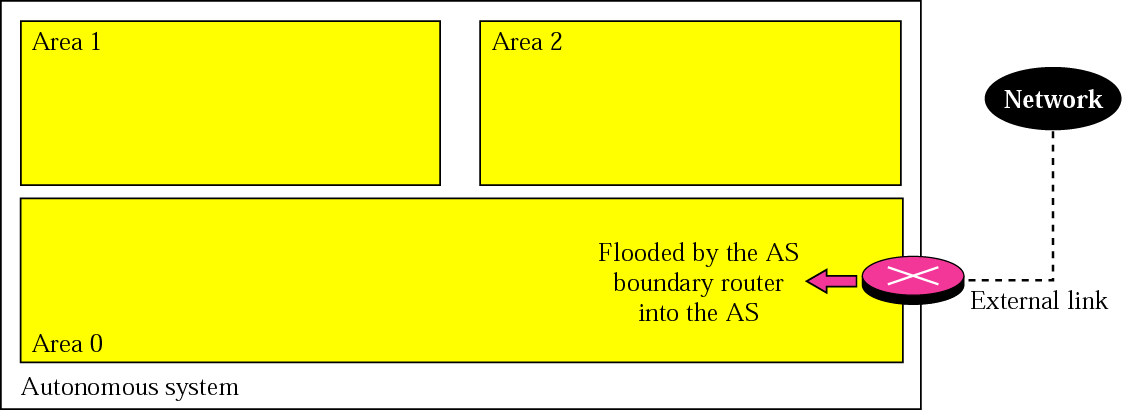 Area 1
Area 2
Network
Flooded by the AS
boundary router
into the AS
External link
Area 0
Autonomous system